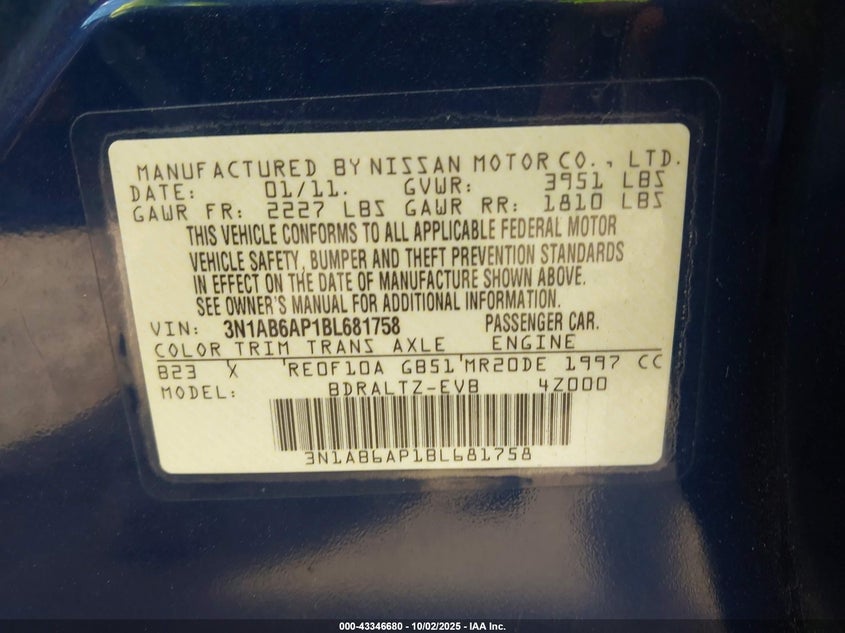 MANUFACTURED BY NISSAN MOTOR CO., LTD.
DATE: 01/11. GVWR: 3951 LBS
GAWR FR: 2227 LBS GAWR RR: 1810 LBS
THIS VEHICLE CONFORMS TO ALL APPLICABLE FEDERAL MOTOR
VEHICLE SAFETY, BUMPER AND THEFT PREVENTION STANDARDS
IN EFFECT ON THE DATE OF MANUFACTURE SHOWN ABOVE.
SEE OWNER'S MANUAL FOR ADDITIONAL INFORMATION.
VIN: 3N1AB6AP1BL681758 PASSENGER CAR.
COLOR TRIM TRANS AXLE ENGINE
B23 X RE0F10A GB51 MR20DE 1997 CC
MODEL: BDRALTZ-EVB 4Z000
3N1AB6AP1BL681758
000-43346680 - 10/02/2025 - IAA Inc.